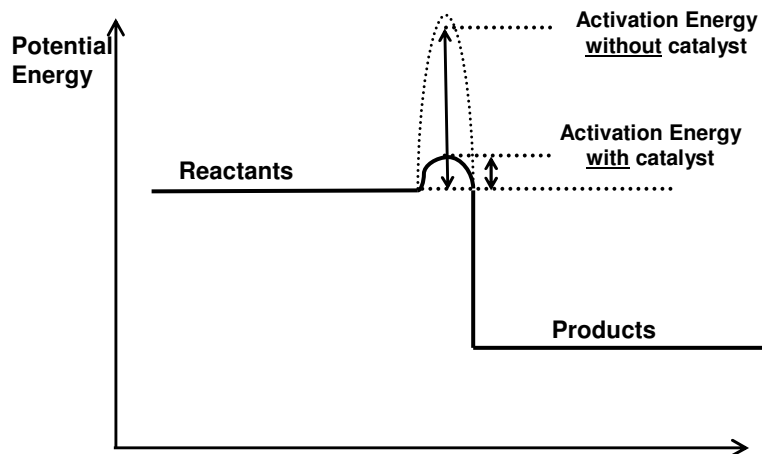 Potential
Energy
Activation Energy
without catalyst
Activation Energy
with catalyst
Reactants
Products